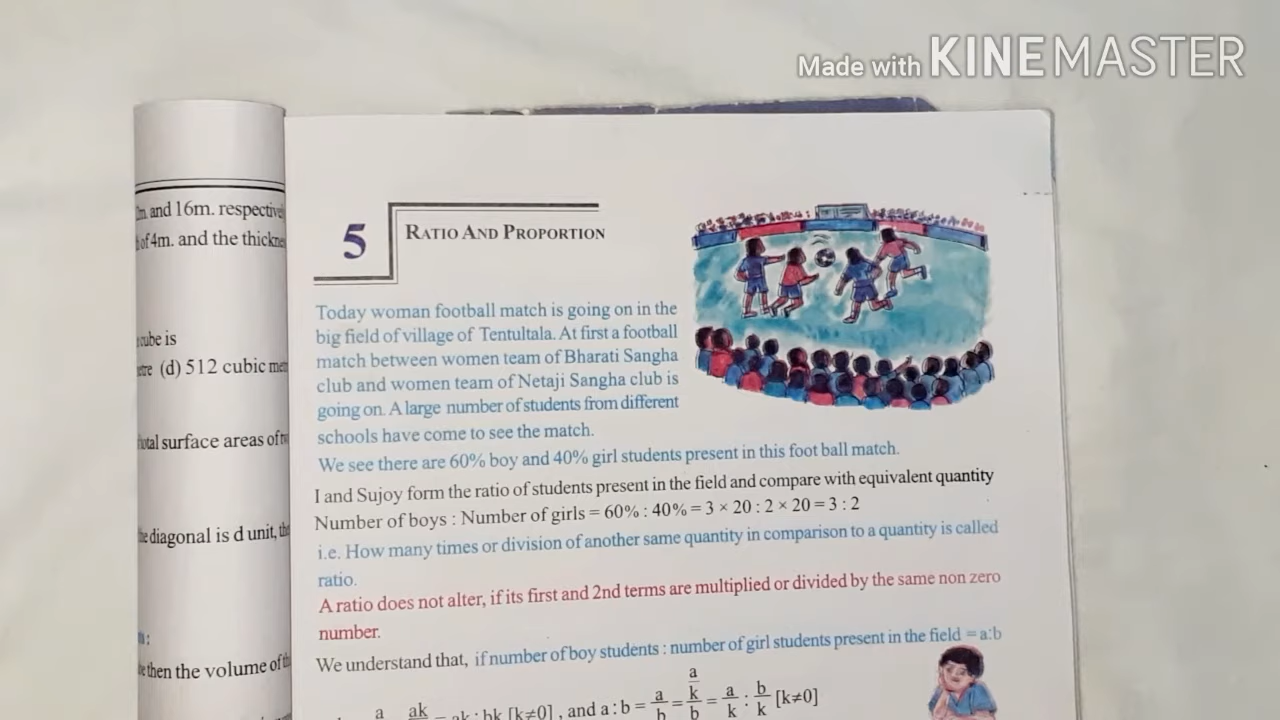 Made with KINEMASTER
and 16m. respective
of 4m. and the thickne
cube is
(d) 512 cubic me
total surface areas of
diagonal is d unit, th
then the volume of
5
RATIO AND PROPORTION
Today woman football match is going on in the
big field of village of Tentultala. At first a football
match between women team of Bharati Sangha
club and women team of Netaji Sangha club is
going on. A large number of students from different
schools have come to see the match.
We see there are 60% boy and 40% girl students present in this foot ball match.
I and Sujoy form the ratio of students present in the field and compare with equivalent quantity
Number of boys : Number of girls = 60% : 40% = 3 × 20 : 2 × 20 = 3 : 2
i.e. How many times or division of another same quantity in comparison to a quantity is called
ratio.
A ratio does not alter, if its first and 2nd terms are multiplied or divided by the same non zero
number.
We understand that, if number of boy students : number of girl students present in the field = a:b
a ak = ak : bk [k≠0] , and a : b = a/b = a/k / b = a/k : b/k [k≠0]